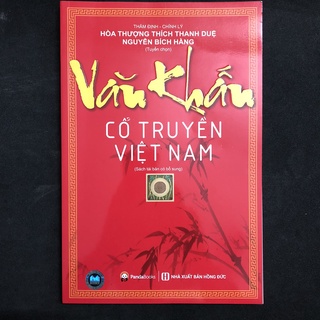 THẨM ĐỊNH - CHỈNH LÝ
HÒA THƯỢNG THÍCH THANH DUỆ
NGUYỄN BÍCH HẰNG
(Tuyển chọn)
Văn Khấn
CỔ TRUYỀN
VIỆT NAM
(Sách tái bản có bổ sung)
PandaBooks
NHÀ XUẤT BẢN HỒNG ĐỨC